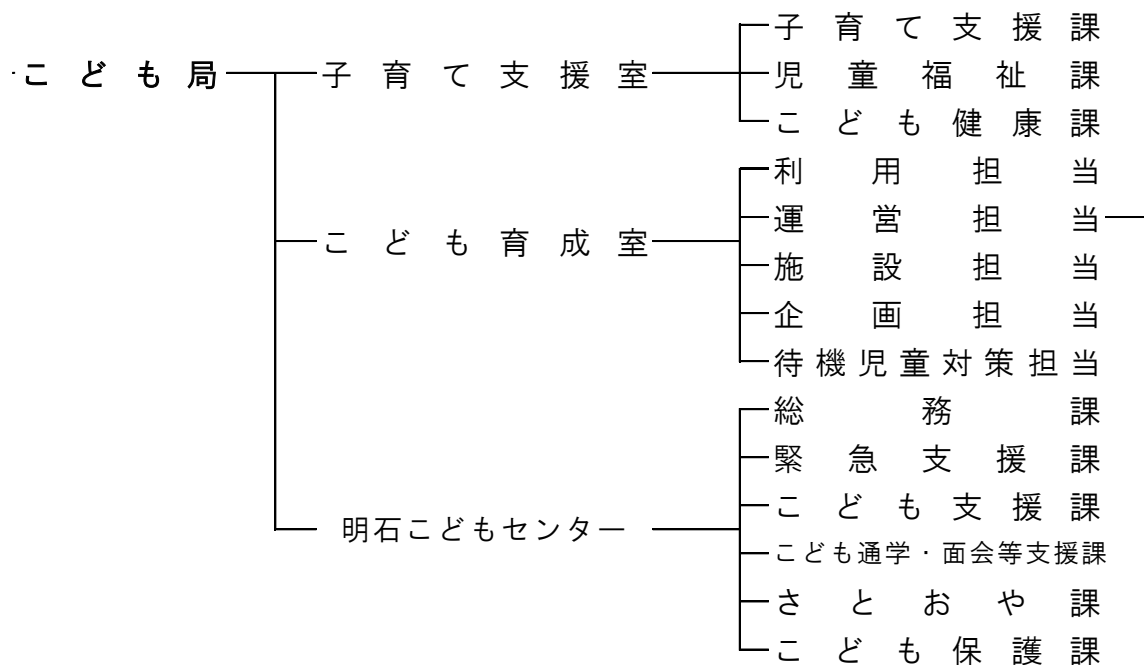 子育て支援課
こども局 子育て支援室 児童福祉課
こども健康課
利用担当
運営担当
こども育成室
施設担当
企画担当
待機児童対策担当
総務課
緊急支援課
こども支援課
明石こどもセンター
こども通学・面会等支援課
さとおや課
こども保護課